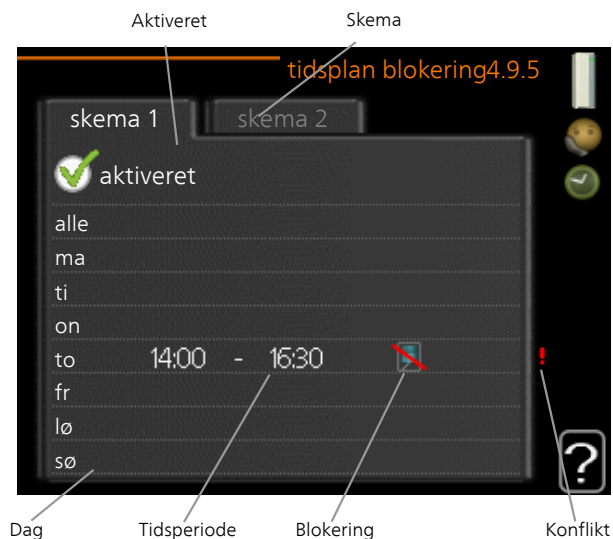 Aktiveret Skema
tidsplan blokering4.9.5
skema 1 skema 2
aktiveret
alle
ma
ti
on
to 14:00 - 16:30 !
fr
lø
sø
?
Dag Tidsperiode Blokering Konflikt